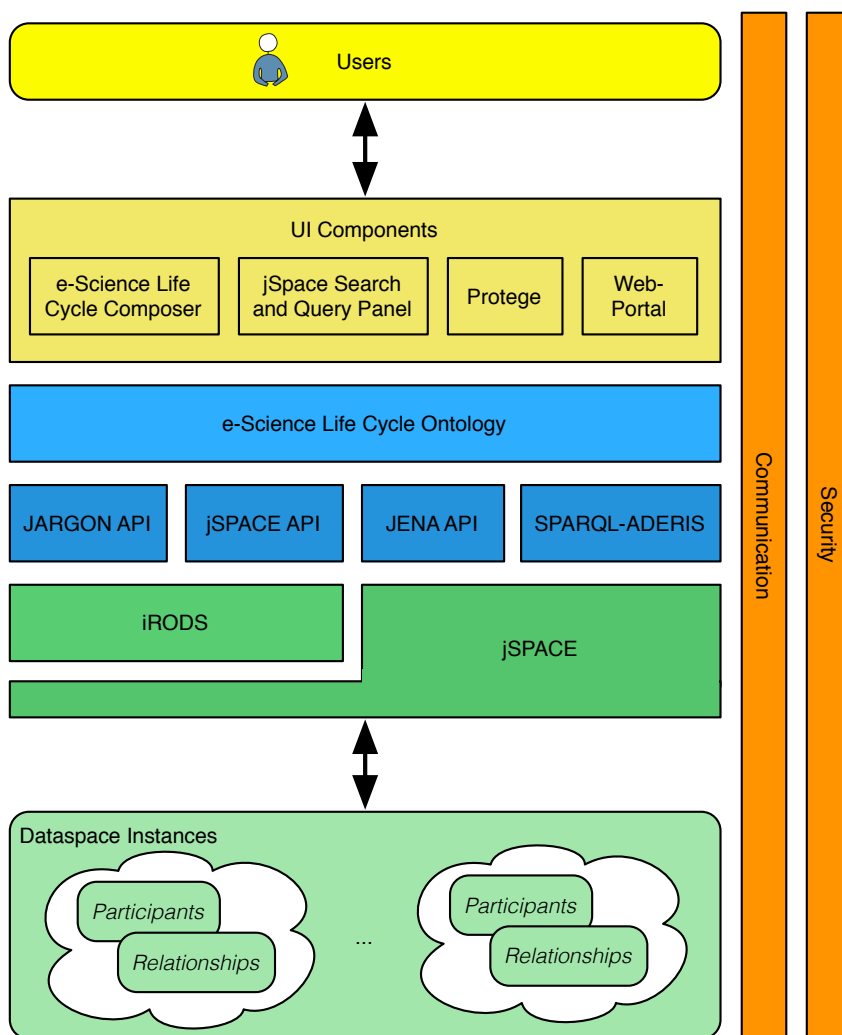 Users
UI Components
e-Science Life
Cycle Composer
jSpace Search
and Query Panel
Protege
Web-
Portal
e-Science Life Cycle Ontology
JARGON API
jSPACE API
JENA API
SPARQL-ADERIS
iRODS
jSPACE
Dataspace Instances
Participants
Relationships
...
Participants
Relationships
Communication
Security